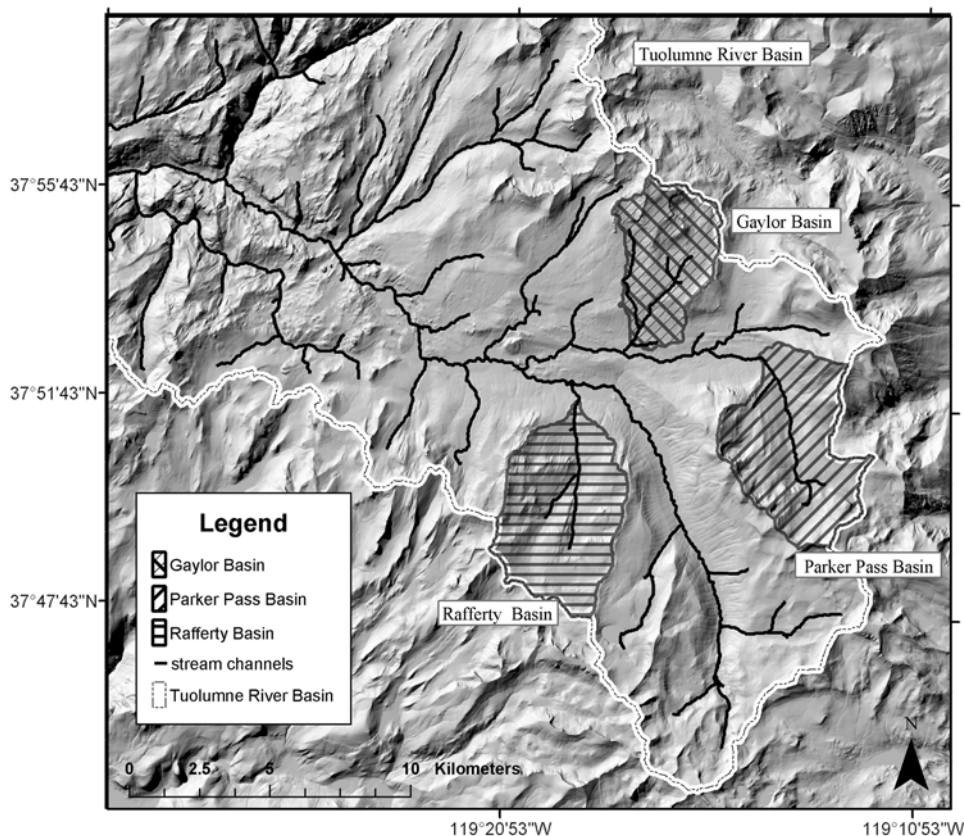 Tuolumne River Basin
37°55'43"N
Gaylor Basin
37°51'43"N
Legend
Gaylor Basin
Parker Pass Basin
Rafferty Basin
stream channels
Tuolumne River Basin
Parker Pass Basin
37°47'43"N
Rafferty Basin
N
0 2.5 5 10 Kilometers
119°20'53"W 119°10'53"W